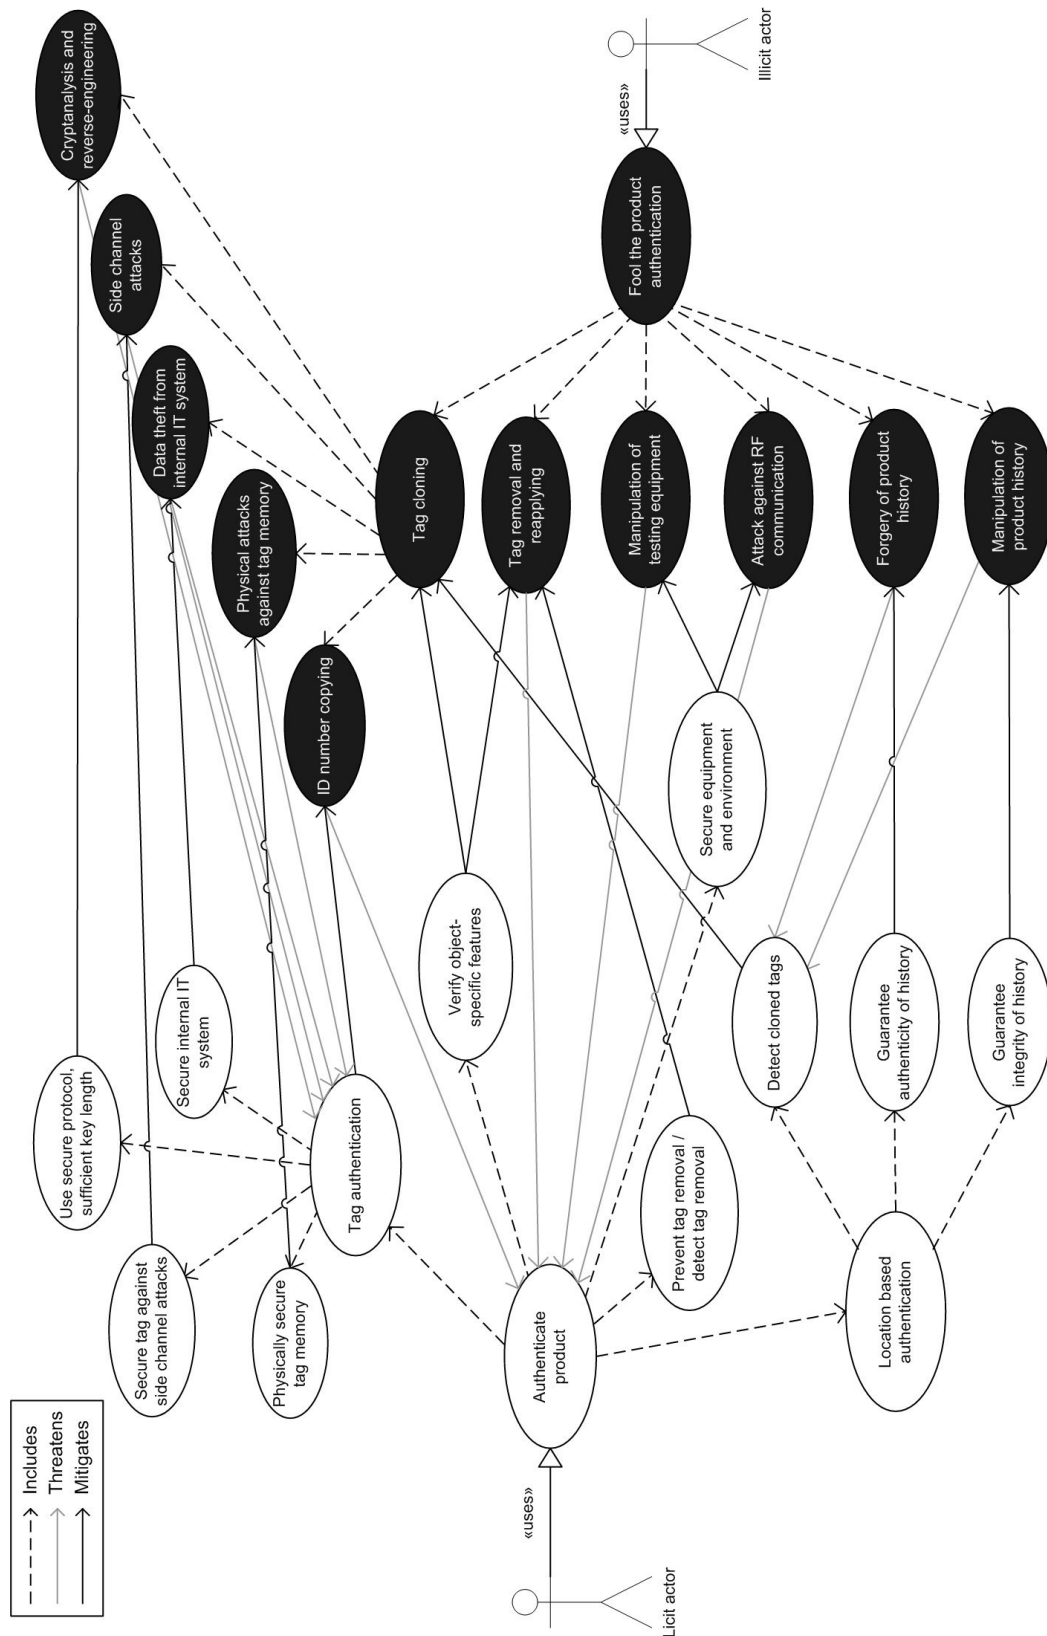 Includes
Threatens
Mitigates
Cryptanalysis and
reverse-engineering
Side channel
attacks
Data theft from
internal IT system
Physical attacks
against tag memory
ID number copying
Use secure protocol,
sufficient key length
Secure internal IT
system
Secure tag against
side channel attacks
Physically secure
tag memory
Tag authentication
Tag cloning
Tag removal and
reapplying
Manipulation of
testing equipment
Attack against RF
communication
Forgery of product
history
Manipulation of
product history
Fool the product
authentication
«uses»
Illicit actor
Verify object-
specific features
Secure equipment
and environment
Prevent tag removal /
detect tag removal
Detect cloned tags
Guarantee
authenticity of history
Guarantee
integrity of history
Authenticate
product
Location based
authentication
«uses»
Licit actor